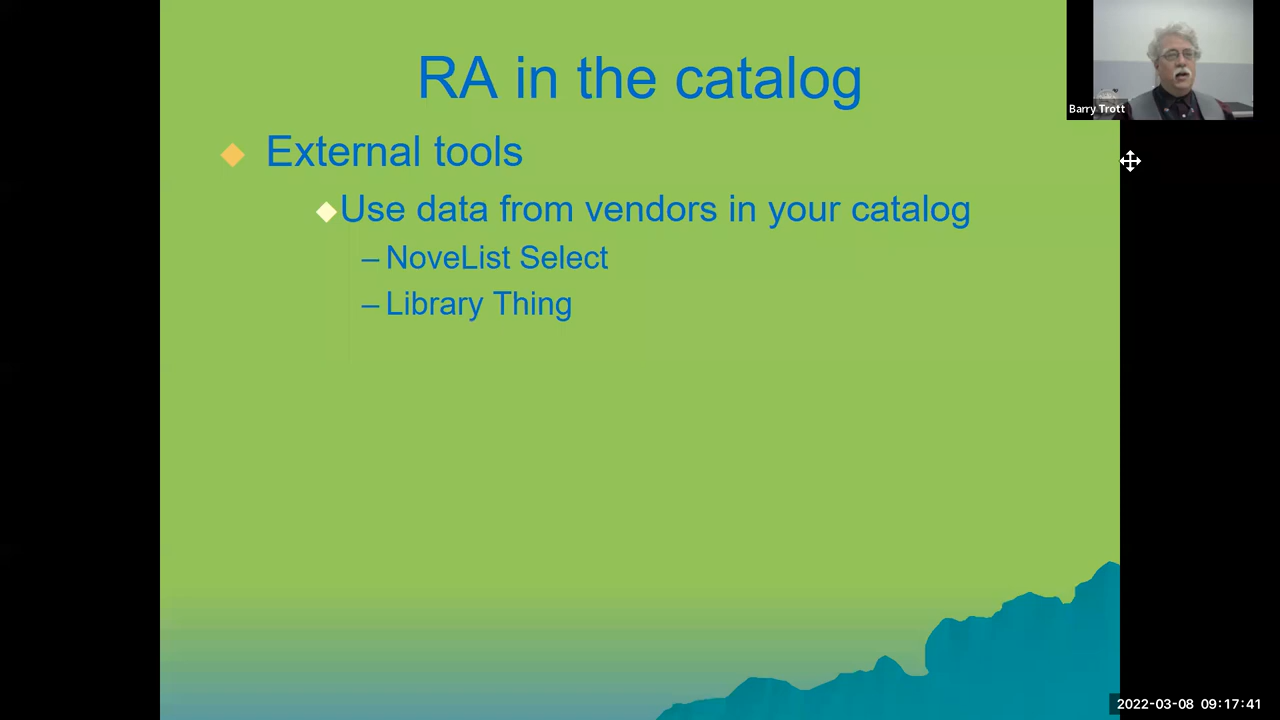 RA in the catalog
Barry Trott
External tools
Use data from vendors in your catalog
– NoveList Select
– Library Thing
2022-03-08 09:17:41